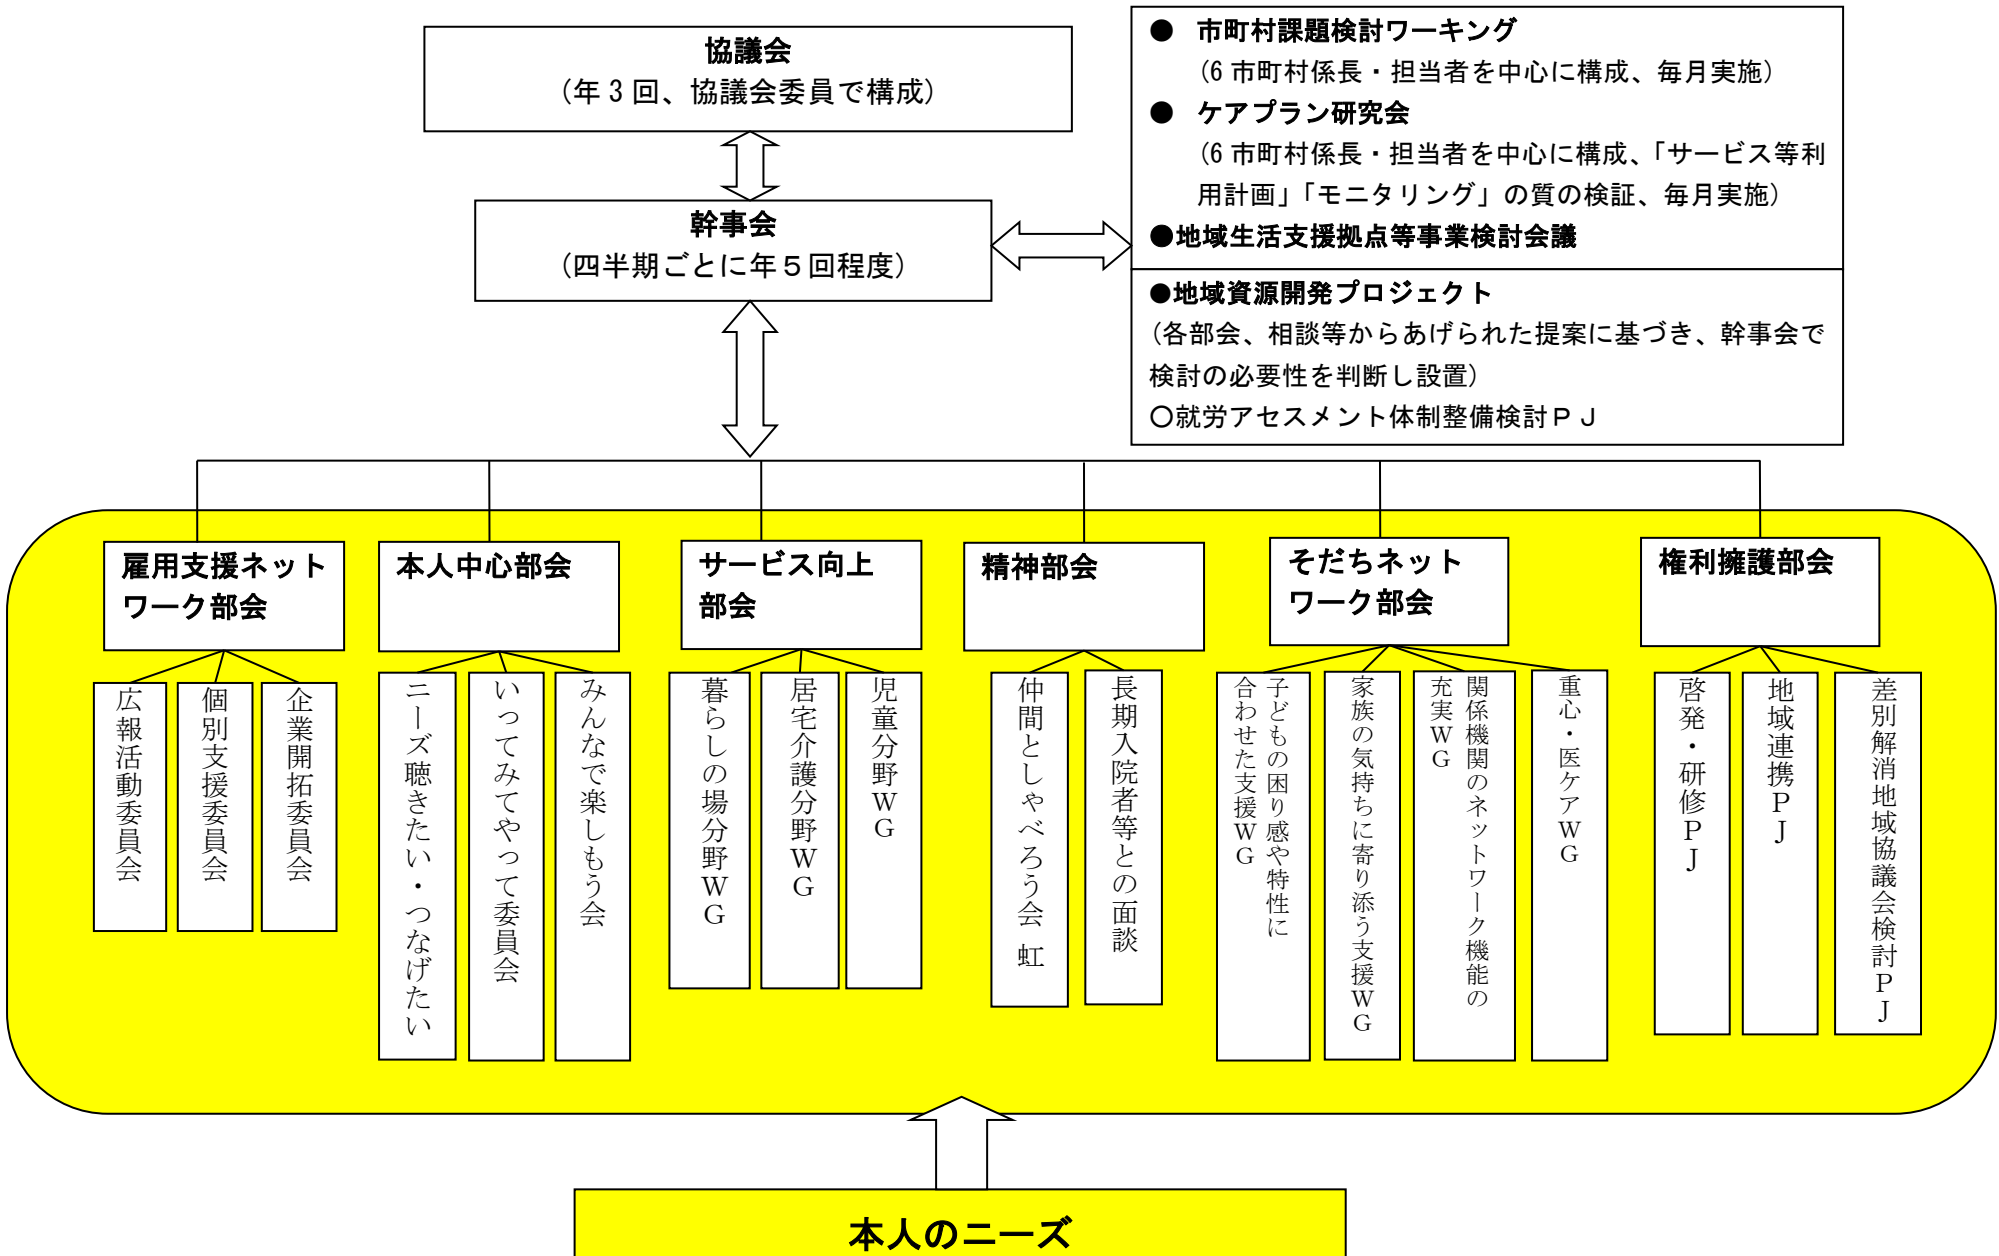 協議会
（年３回、協議会委員で構成）
幹事会
（四半期ごとに年５回程度）
●　市町村課題検討ワーキング
（6 市町村係長・担当者を中心に構成、毎月実施）
●　ケアプラン研究会
（6 市町村係長・担当者を中心に構成、「サービス等利
用計画」「モニタリング」の質の検証、毎月実施）
●地域生活支援拠点等事業検討会議
●地域資源開発プロジェクト
（各部会、相談等からあげられた提案に基づき、幹事会で
検討の必要性を判断し設置）
○就労アセスメント体制整備検討ＰＪ
雇用支援ネット
ワーク部会
広報活動委員会
個別支援委員会
企業開拓委員会
本人中心部会
ニーズ聴きたい・つなげたい
いってみてやって委員会
みんなで楽しもう会
サービス向上
部会
暮らしの場分野ＷＧ
居宅介護分野ＷＧ
児童分野ＷＧ
精神部会
仲間としゃべろう会 虹
長期入院者等との面談
そだちネット
ワーク部会
子どもの困り感や特性に
合わせた支援ＷＧ
家族の気持ちに寄り添う支援ＷＧ
関係機関のネットワーク機能の
充実ＷＧ
重心・医ケアＷＧ
権利擁護部会
啓発・研修ＰＪ
地域連携ＰＪ
差別解消地域協議会検討ＰＪ
本人のニーズ